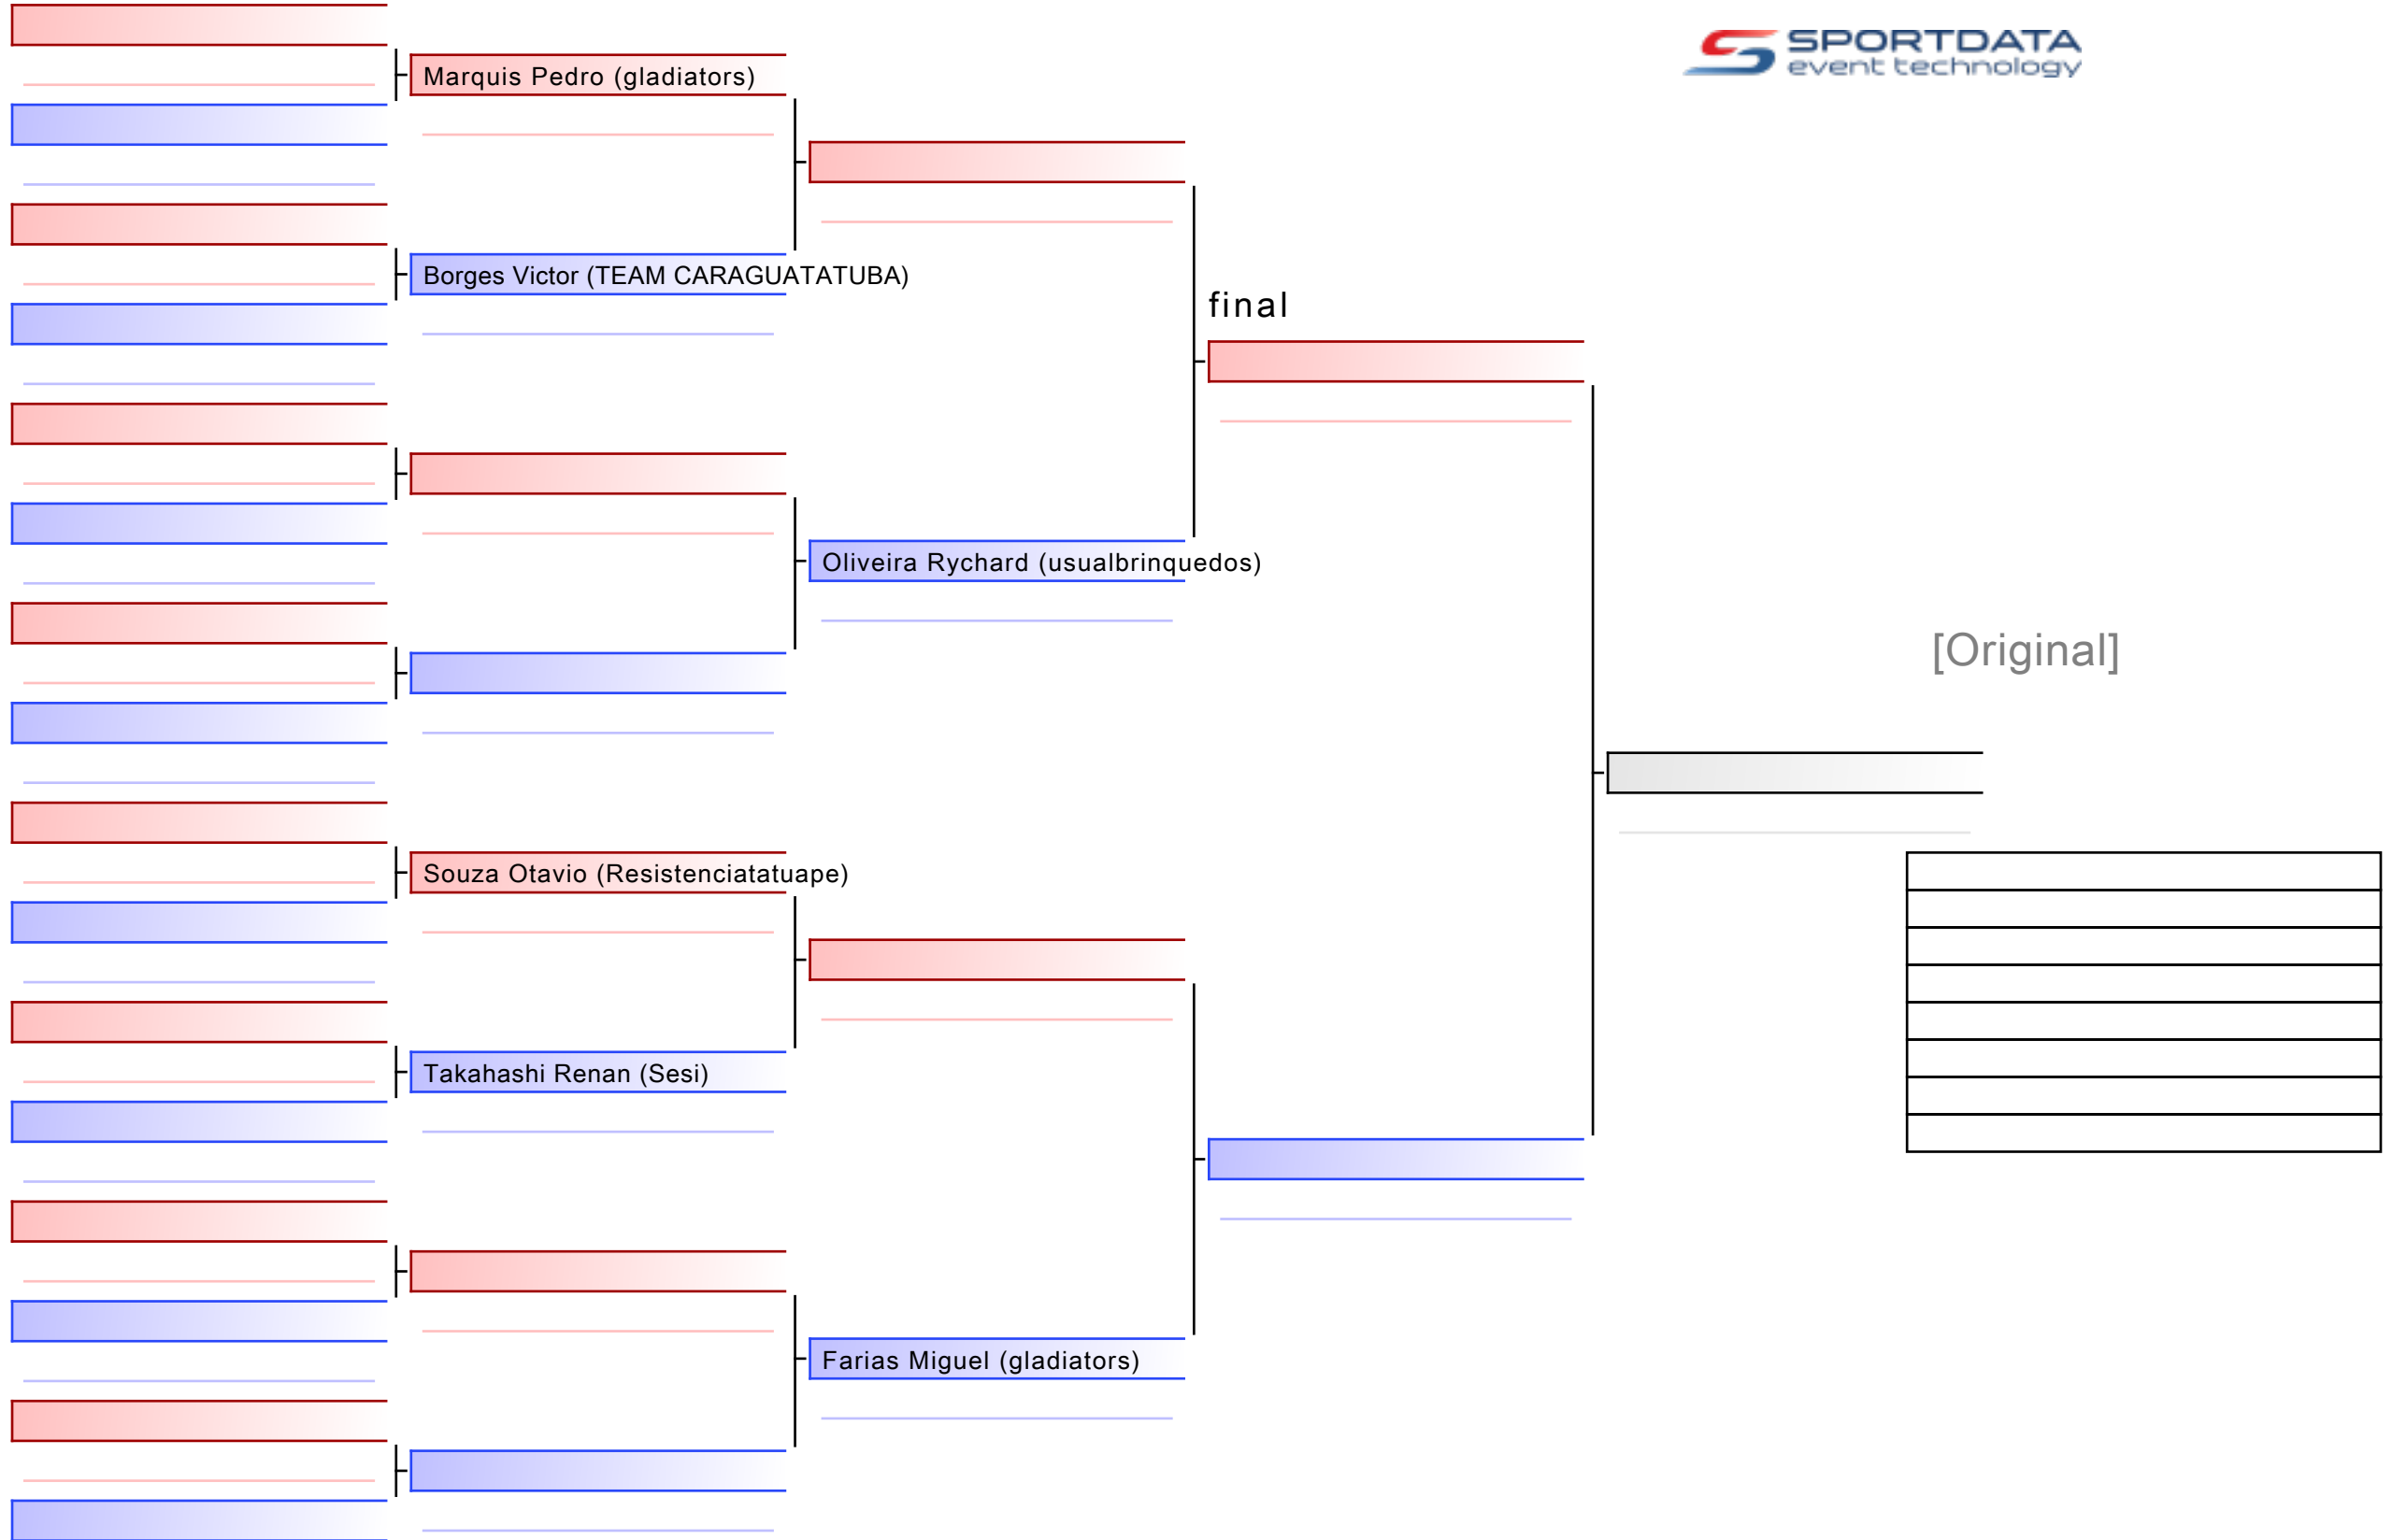 SPORTDATA
event technology
Marquis Pedro (gladiators)
Borges Victor (TEAM CARAGUATATUBA)
final
Oliveira Rychard (usualbrinquedos)
[Original]
Souza Otavio (Resistenciatatuape)
Takahashi Renan (Sesi)
Farias Miguel (gladiators)